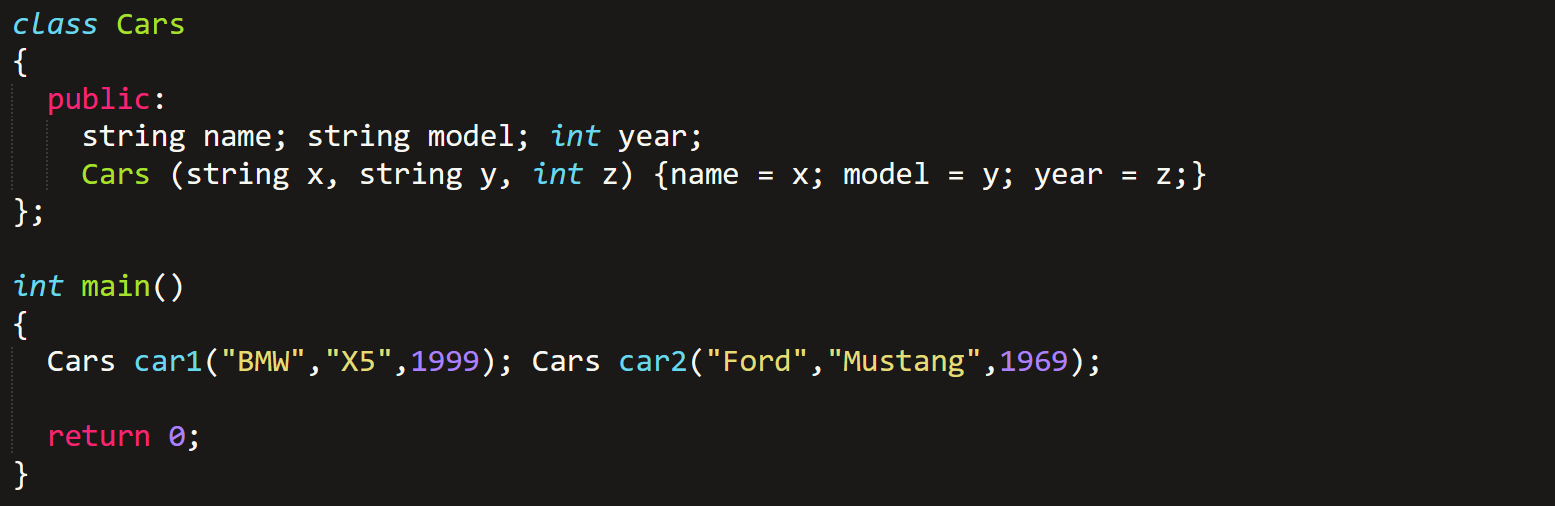 class Cars
{
public:
string name; string model; int year;
Cars (string x, string y, int z) {name = x; model = y; year = z;}
};
int main()
{
Cars car1("BMW","X5",1999); Cars car2("Ford","Mustang",1969);
return 0;
}